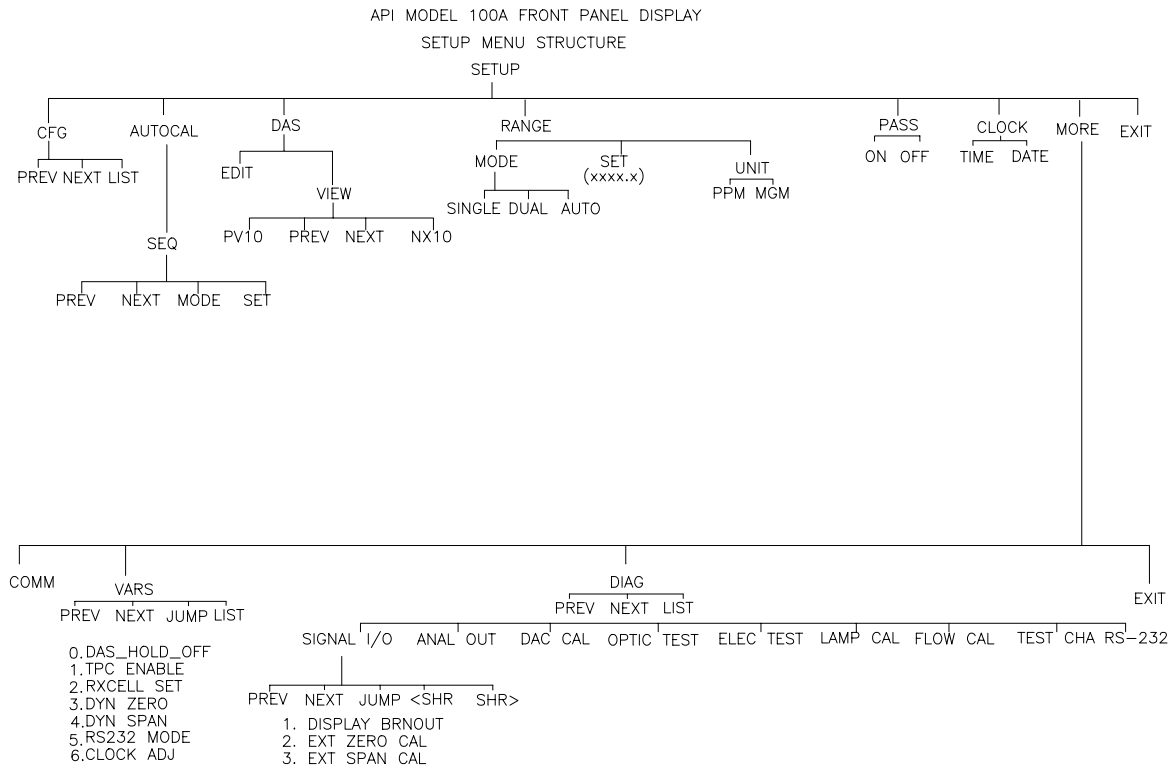 API MODEL 100A FRONT PANEL DISPLAY
SETUP MENU STRUCTURE
SETUP
CFG AUTOCAL DAS RANGE PASS CLOCK MORE EXIT
PREV NEXT LIST
EDIT
VIEW
MODE SET UNIT
(xxxx.x)
ON OFF TIME DATE
PPM MGM
SINGLE DUAL AUTO
PV10 PREV NEXT NX10
SEQ
PREV NEXT MODE SET
COMM VARS DIAG EXIT
PREV NEXT JUMP LIST
PREV NEXT LIST
SIGNAL I/O ANAL OUT DAC CAL OPTIC TEST ELEC TEST LAMP CAL FLOW CAL TEST CHA RS-232
0.DAS_HOLD_OFF
1.TPC ENABLE
2.RXCELL SET
3.DYN ZERO
4.DYN SPAN
5.RS232 MODE
6.CLOCK ADJ
PREV NEXT JUMP <SHR SHR>
1. DISPLAY BRNOUT
2. EXT ZERO CAL
3. EXT SPAN CAL